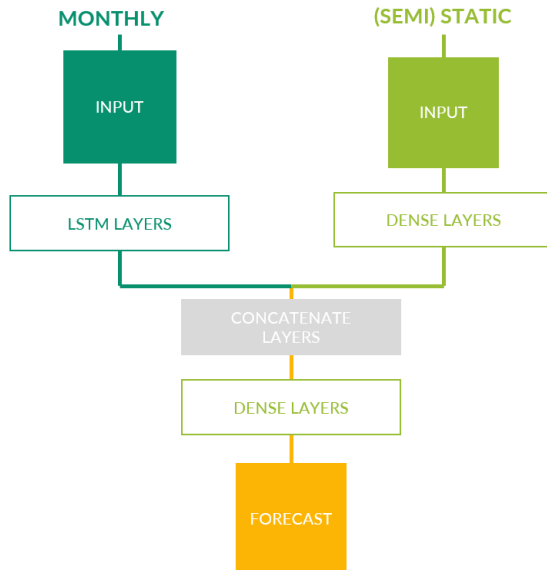 MONTHLY
(SEMI) STATIC
INPUT
INPUT
LSTM LAYERS
DENSE LAYERS
CONCATENATE
LAYERS
DENSE LAYERS
FORECAST